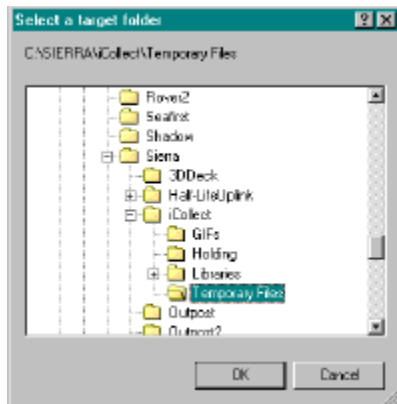 Select a target folder
C:\SIERRA\iCollect\Temporary Files
Rover2
Seafirst
Shadow
Sierra
3DDeck
Half-LifeUplink
iCollect
GIFs
Holding
Libraries
Temporary Files
Outpost
Outpost2
OK Cancel